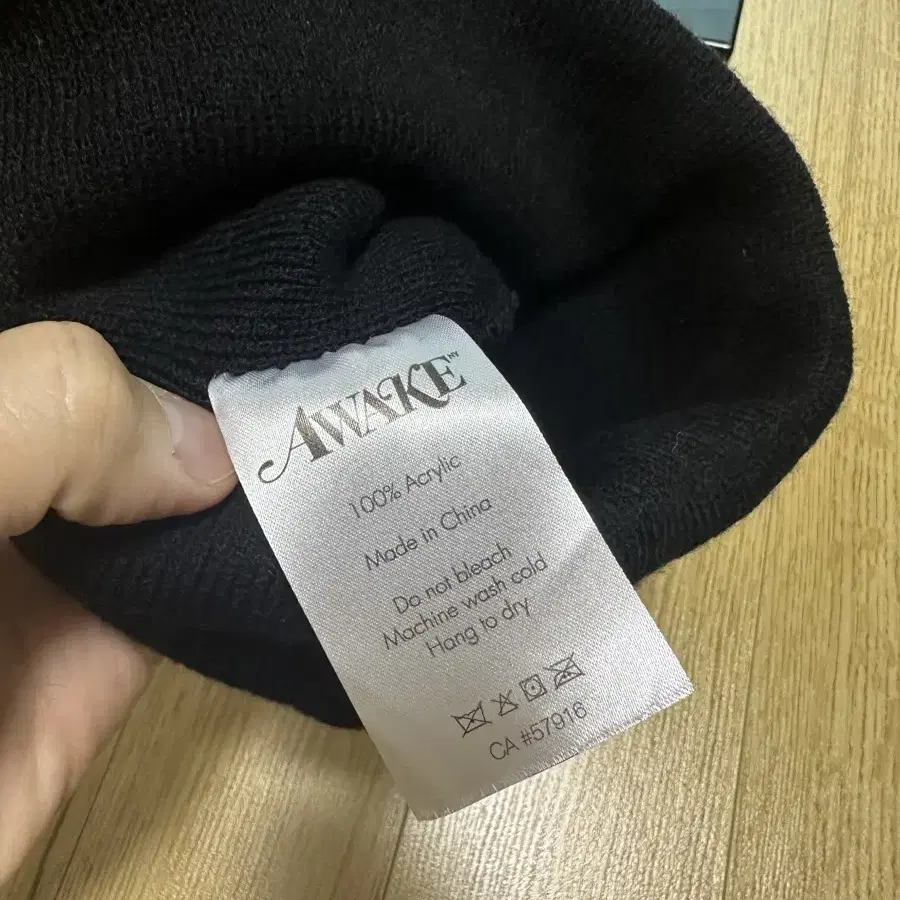 AWAKE NY
100% Acrylic
Made in China
Do not bleach
Machine wash cold
Hang to dry
CA #57916